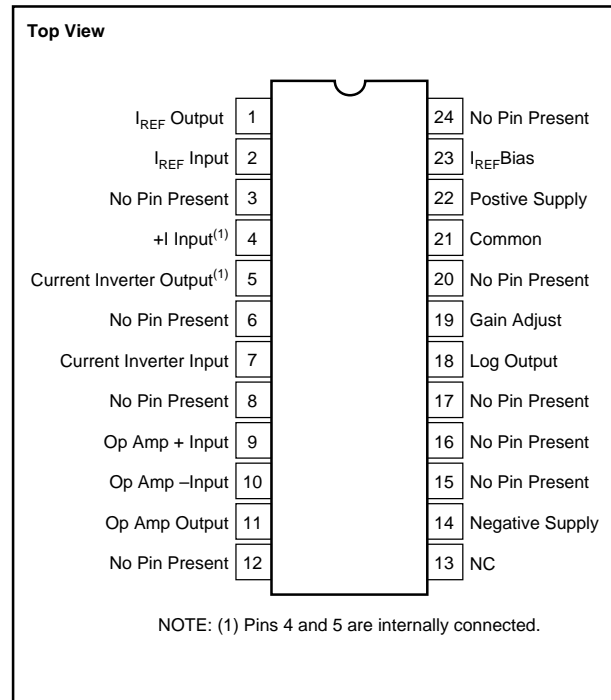 Top View
I_REF Output 1
I_REF Input 2
No Pin Present 3
+I Input(1) 4
Current Inverter Output(1) 5
No Pin Present 6
Current Inverter Input 7
No Pin Present 8
Op Amp + Input 9
Op Amp –Input 10
Op Amp Output 11
No Pin Present 12
24 No Pin Present
23 I_REFBias
22 Postive Supply
21 Common
20 No Pin Present
19 Gain Adjust
18 Log Output
17 No Pin Present
16 No Pin Present
15 No Pin Present
14 Negative Supply
13 NC
NOTE: (1) Pins 4 and 5 are internally connected.